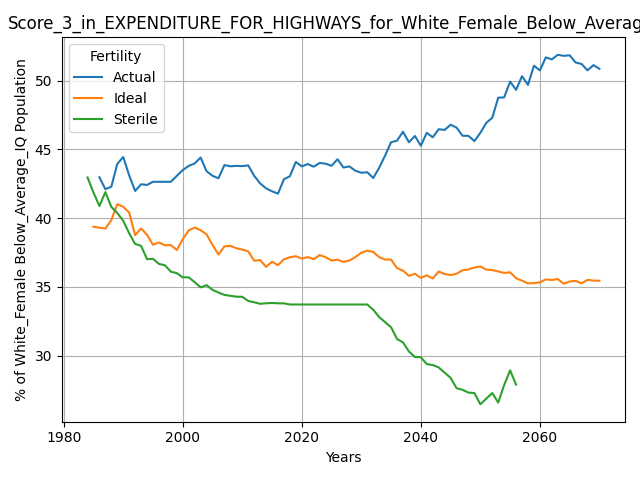 Score_3_in_EXPENDITURE_FOR_HIGHWAYS_for_White_Female_Below_Averag
Fertility
Actual
Ideal
Sterile
% of White_Female Below_Average_IQ Population
50
45
40
35
30
1980
2000
2020
2040
2060
Years